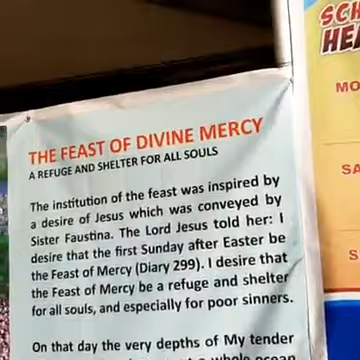 THE FEAST OF DIVINE MERCY
A REFUGE AND SHELTER FOR ALL SOULS
The institution of the feast was inspired by
a desire of Jesus which was conveyed by
Sister Faustina. The Lord Jesus told her: I
desire that the first Sunday after Easter be
the Feast of Mercy (Diary 299). I desire that
the Feast of Mercy be a refuge and shelter
for all souls, and especially for poor sinners.
On that day the very depths of My tender
a whole ocean
SCH
HE
MO
SA
S